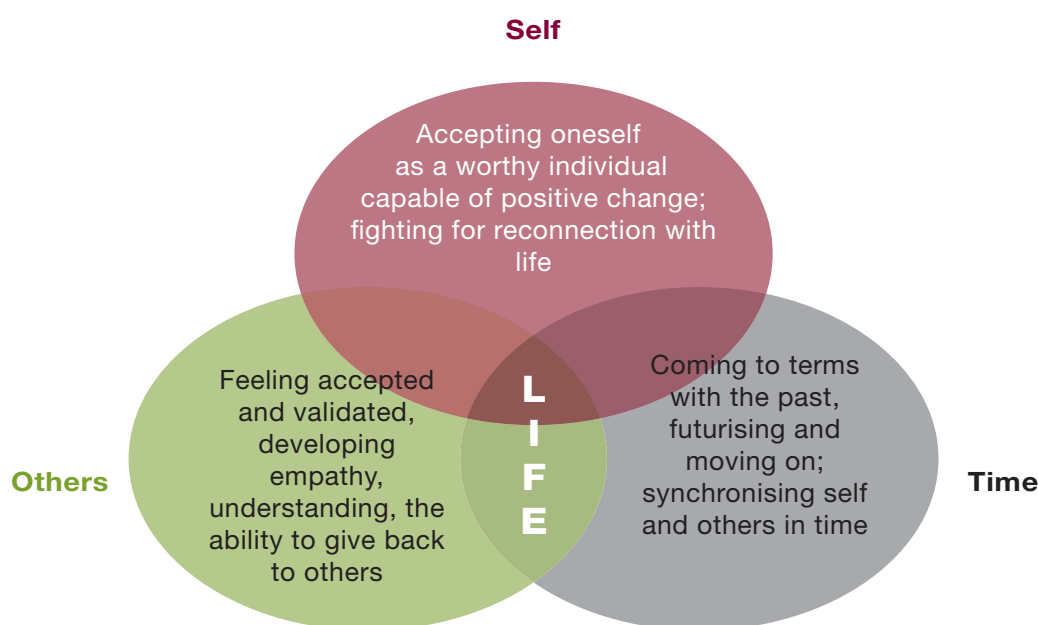 Self
Accepting oneself
as a worthy individual
capable of positive change;
fighting for reconnection with
life
Feeling accepted
and validated,
developing
empathy,
understanding, the
ability to give back
to others
Others
L
I
F
E
Coming to terms
with the past,
futurising and
moving on;
synchronising self
and others in time
Time